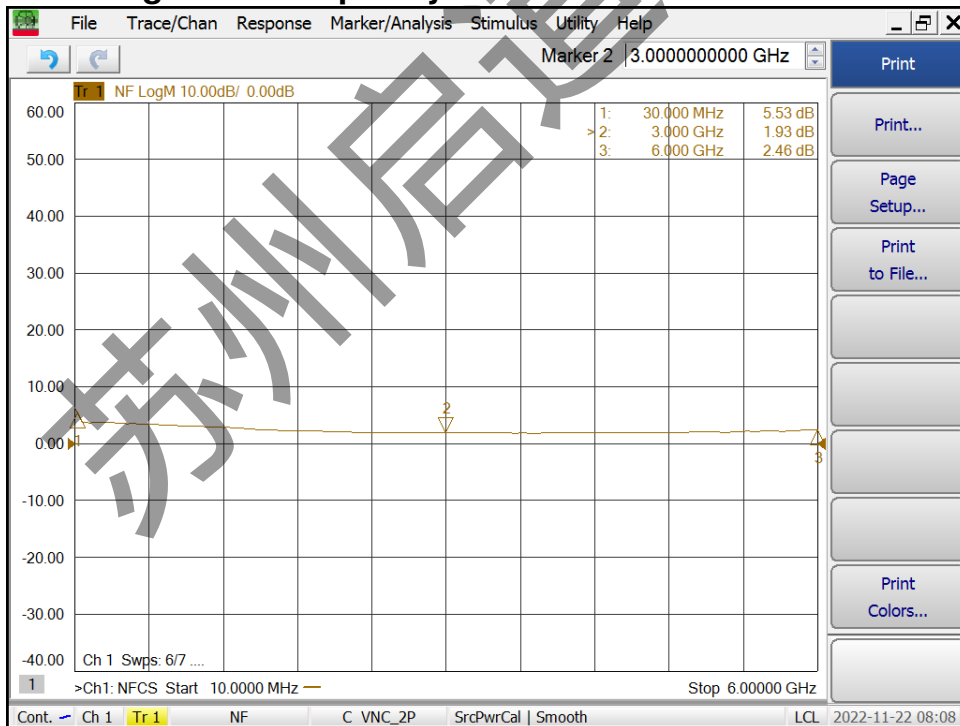 File Trace/Chan Response Marker/Analysis Stimulus Utility Help
Marker 2 3.0000000000 GHz
Tr 1 NF LogM 10.00dB/ 0.00dB
1: 30.000 MHz 5.53 dB
>2: 3.000 GHz 1.93 dB
3: 6.000 GHz 2.46 dB
60.00
50.00
40.00
30.00
20.00
10.00
0.00
-10.00
-20.00
-30.00
-40.00
1
2
3
Ch 1 Swps: 6/7 ....
1
>Ch1: NFCS Start 10.0000 MHz
Stop 6.00000 GHz
Cont. Ch 1 Tr 1 NF C VNC_2P SrcPwrCal | Smooth LCL 2022-11-22 08:08
Print
Print...
Page
Setup...
Print
to File...
Print
Colors...
苏州启道